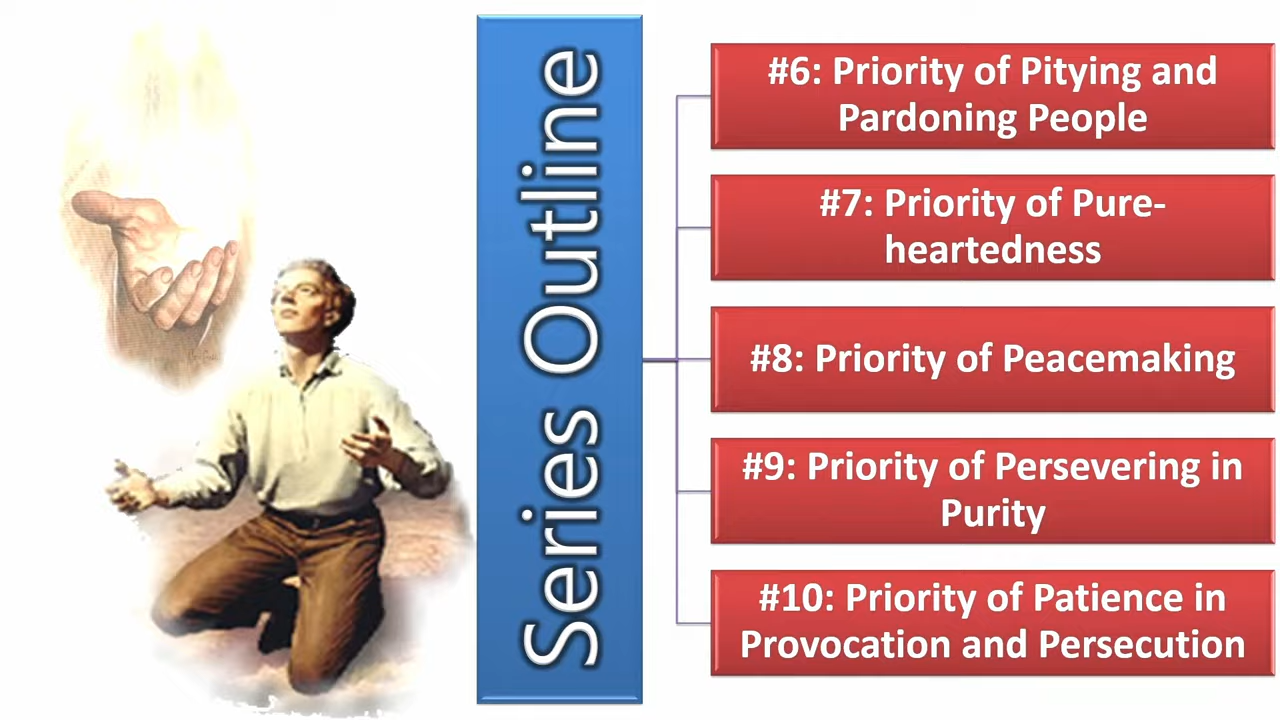 Series Outline
#6: Priority of Pitying and
Pardoning People
#7: Priority of Pure-
heartedness
#8: Priority of Peacemaking
#9: Priority of Persevering in
Purity
#10: Priority of Patience in
Provocation and Persecution